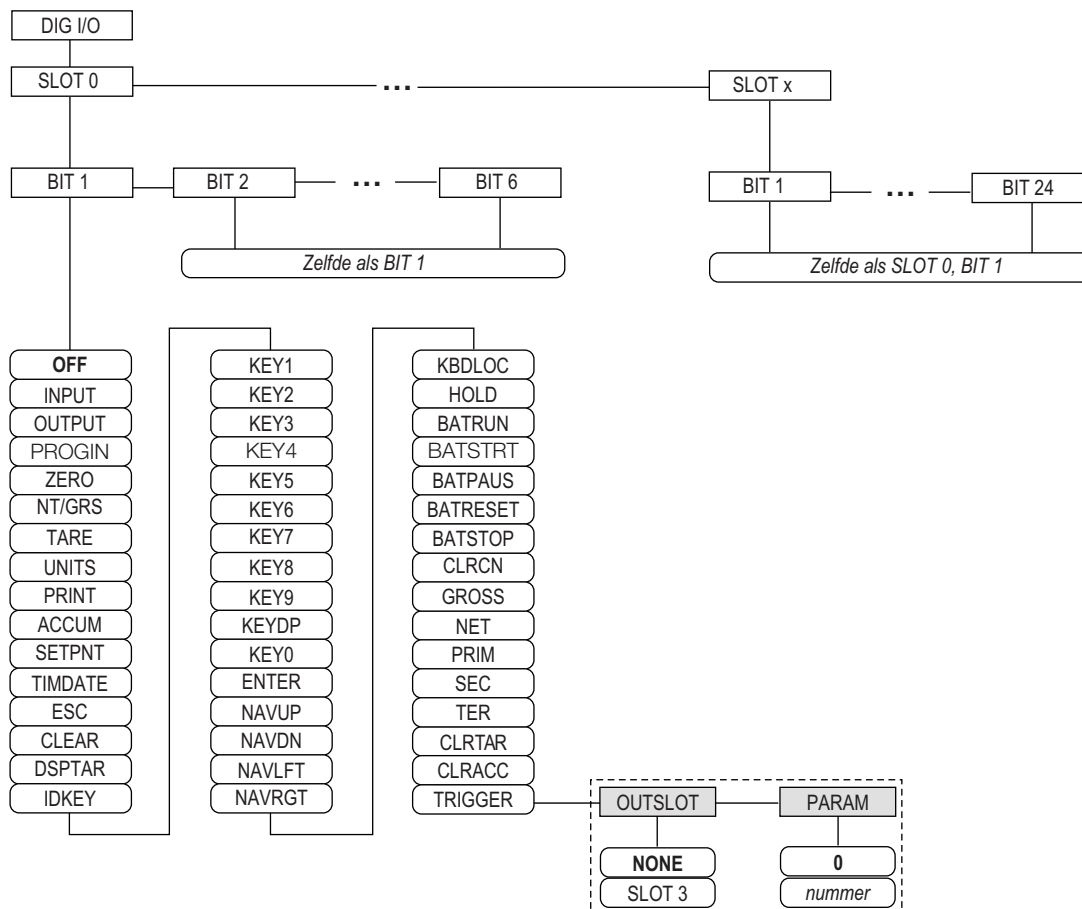 DIG I/O
SLOT 0
...
SLOT x
BIT 1
BIT 2
...
BIT 6
BIT 1
...
BIT 24
Zelfde als BIT 1
Zelfde als SLOT 0, BIT 1
OFF
INPUT
OUTPUT
PROGIN
ZERO
NT/GRS
TARE
UNITS
PRINT
ACCUM
SETPNT
TIMDATE
ESC
CLEAR
DSPTAR
IDKEY
KEY1
KEY2
KEY3
KEY4
KEY5
KEY6
KEY7
KEY8
KEY9
KEYDP
KEY0
ENTER
NAVUP
NAVDN
NAVLFT
NAVRGT
KBDLOC
HOLD
BATRUN
BATSTRT
BATPAUS
BATRESET
BATSTOP
CLRCN
GROSS
NET
PRIM
SEC
TER
CLRTAR
CLRACC
TRIGGER
OUTSLOT
PARAM
NONE
SLOT 3
0
nummer